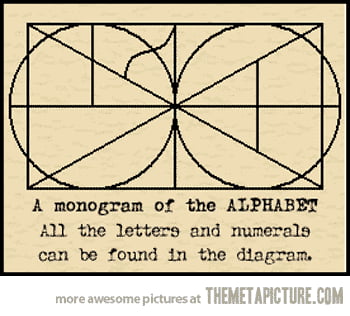 A monogram of the ALPHABET
All the letters and numerals
can be found in the diagram.
more awesome pictures at THEMETAPICTURE.COM